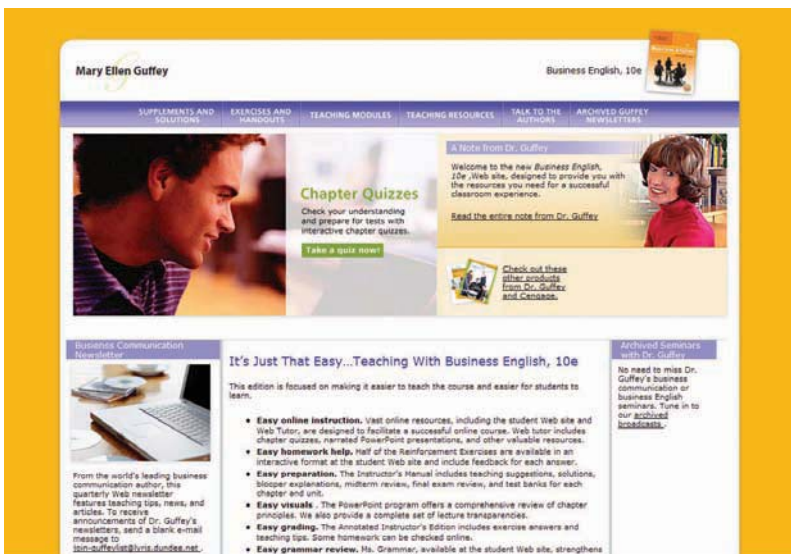 Mary Ellen Guffey
Business English, 10e
SUPPLEMENTS AND
SOLUTIONS
EXERCISES AND
HANDOUTS
TEACHING MODULES
TEACHING RESOURCES
TALK TO THE
AUTHORS
ARCHIVED GUFFEY
NEWSLETTERS
Chapter Quizzes
Check your understanding
and prepare for tests with
interactive chapter quizzes.
Take a quiz now!
A Note from Dr. Guffey
Welcome to the new Business English,
10e ,Web site, designed to provide you with
the resources you need for a successful
classroom experience.
Read the entire note from Dr. Guffey
Check out these
other products
from Dr. Guffey
and Cengage.
Business Communication
Newsletter
From the world's leading business
communication author, this
quarterly Web newsletter
features teaching tips, news, and
articles. To receive
announcements of Dr. Guffey's
newsletters, send a blank e-mail
message to
join-guffeylist@lyris.dundee.net .
It's Just That Easy...Teaching With Business English, 10e
This edition is focused on making it easier to teach the course and easier for students to
learn.
• Easy online instruction. Vast online resources, including the student Web site and
Web Tutor, are designed to facilitate a successful online course. Web tutor includes
chapter quizzes, narrated PowerPoint presentations, and other valuable resources.
• Easy homework help. Half of the Reinforcement Exercises are available in an
interactive format at the student Web site and include feedback for each answer.
• Easy preparation. The Instructor's Manual includes teaching suggestions, solutions,
blooper explanations, midterm review, final exam review, and test banks for each
chapter and unit.
• Easy visuals . The PowerPoint program offers a comprehensive review of chapter
principles. We also provide a complete set of lecture transparencies.
• Easy grading. The Annotated Instructor's Edition includes exercise answers and
teaching tips. Some homework can be checked online.
• Easy grammar review. Ms. Grammar, available at the student Web site, strengthens
Archived Seminars
with Dr. Guffey
No need to miss Dr.
Guffey's business
communication or
business English
seminars. Tune in to
our archived
broadcasts .